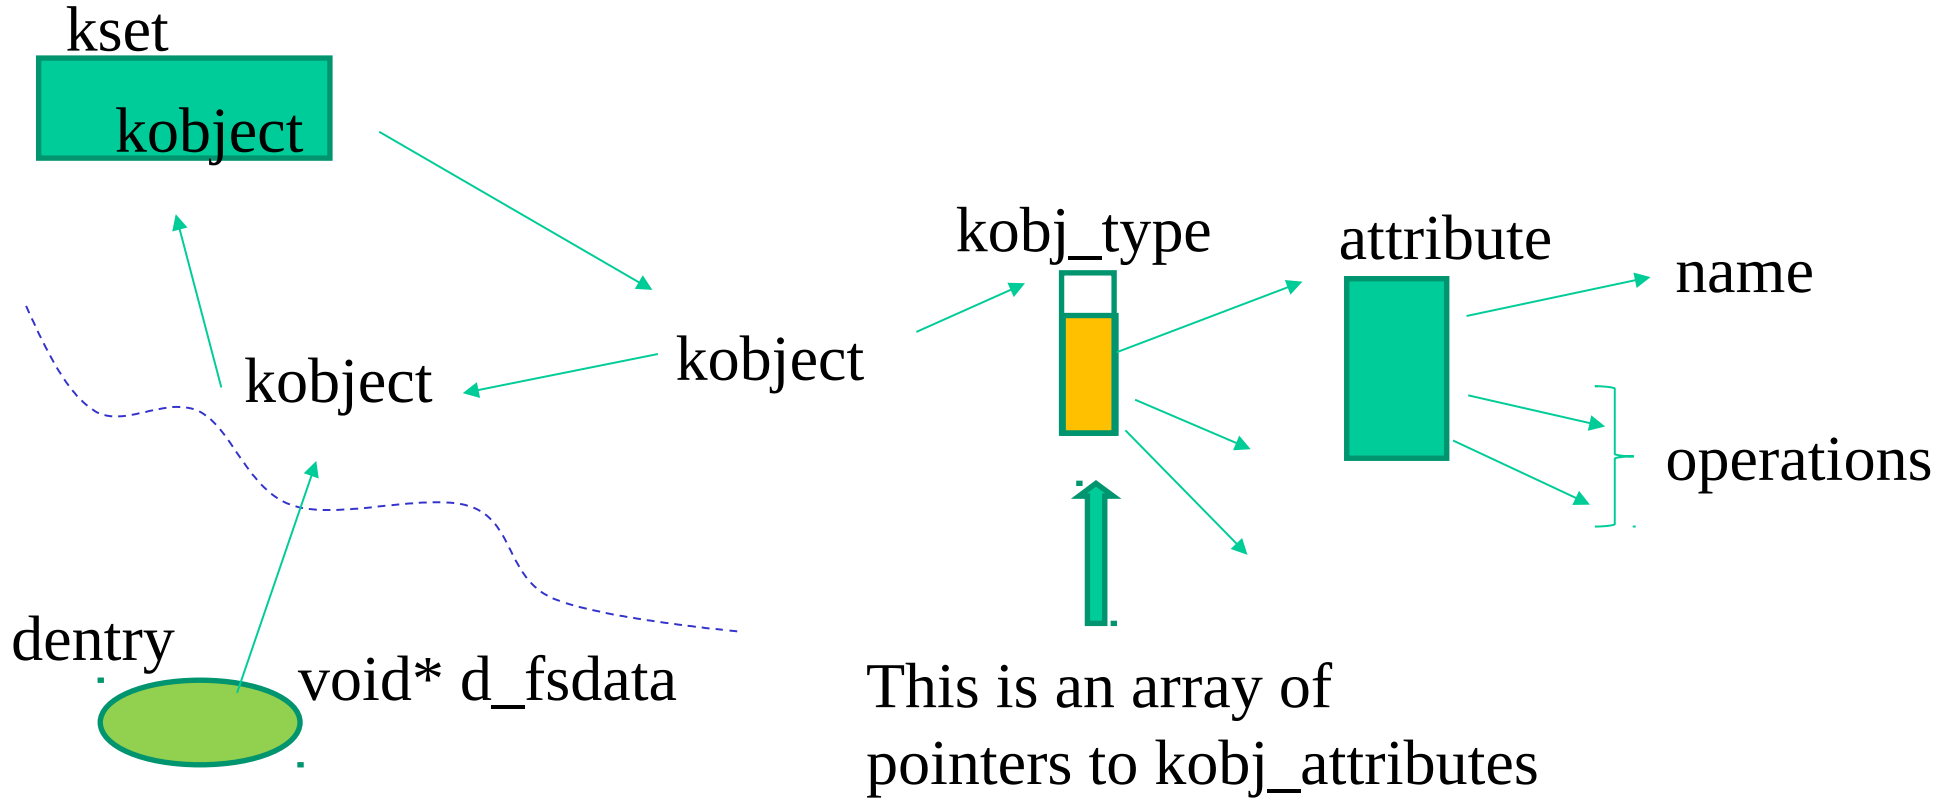 kset
kobject
kobj_type
attribute
name
kobject
kobject
operations
dentry
void* d_fsdata
This is an array of
pointers to kobj_attributes